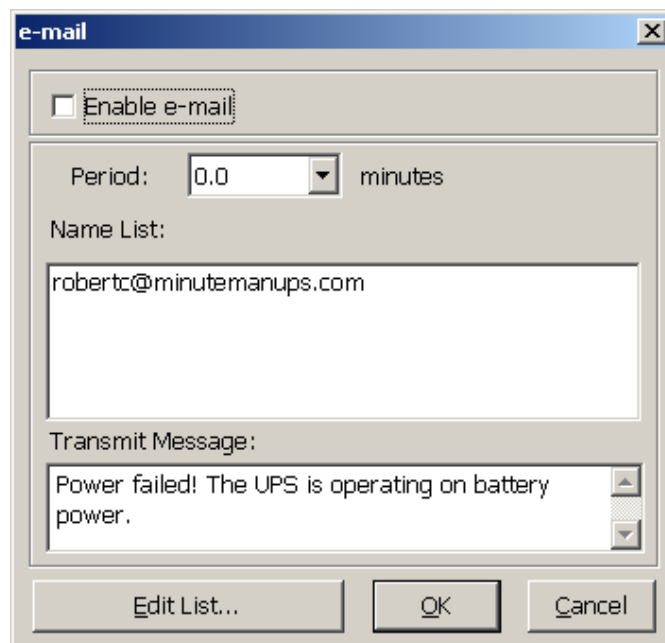 e-mail
Enable e-mail
Period: 0.0 minutes
Name List:
robertc@minutemanups.com
Transmit Message:
Power failed! The UPS is operating on battery
power.
Edit List... OK Cancel